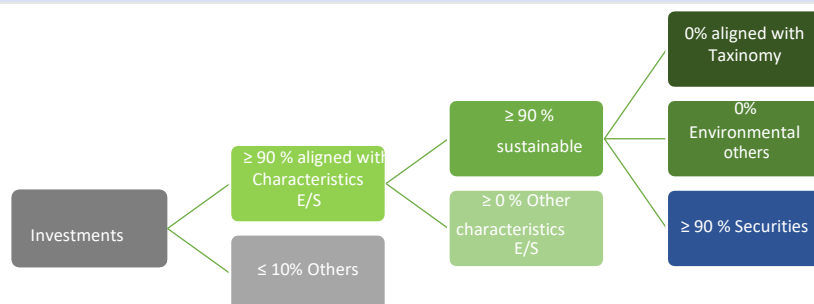 Investments
≥ 90 % aligned with
Characteristics
E/S
≤ 10% Others
≥ 90 %
sustainable
≥ 0 % Other
characteristics
E/S
0% aligned with
Taxinomy
0%
Environmental
others
≥ 90 % Securities